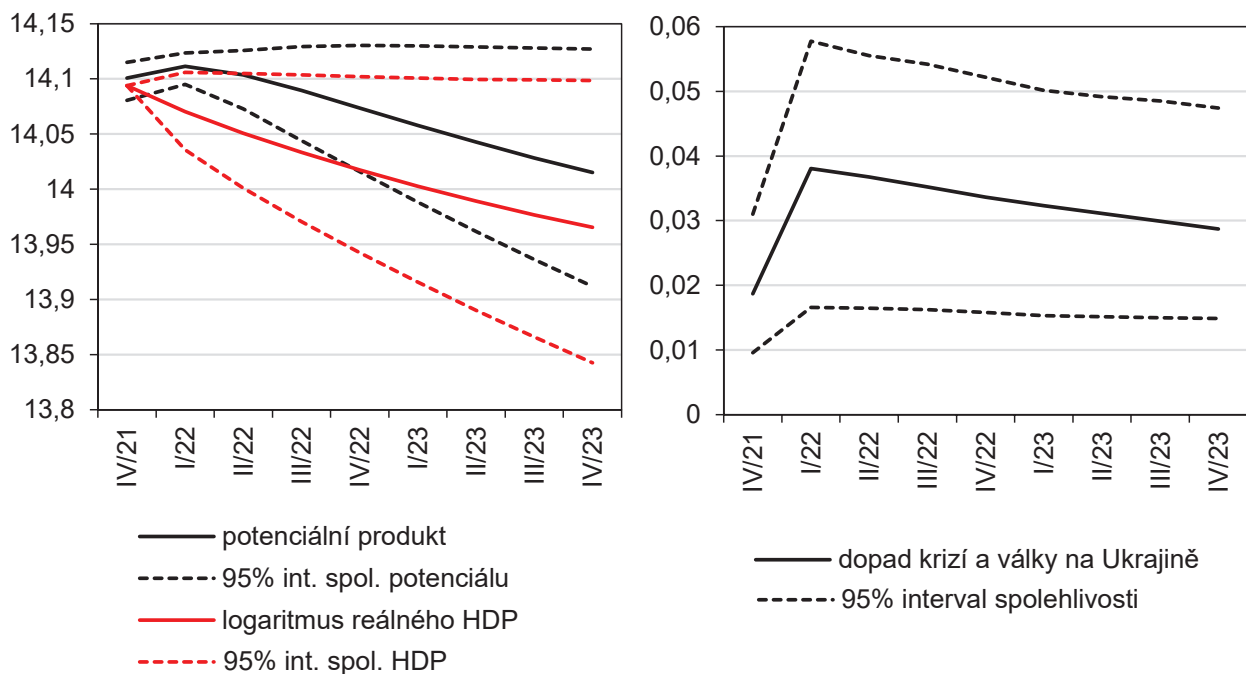 14,15
14,1
14,05
14
13,95
13,9
13,85
13,8
IV/21
I/22
II/22
III/22
IV/22
I/23
II/23
III/23
IV/23
potenciální produkt
95% int. spol. potenciálu
logaritmus reálného HDP
95% int. spol. HDP
0,06
0,05
0,04
0,03
0,02
0,01
0
IV/21
I/22
II/22
III/22
IV/22
I/23
II/23
III/23
IV/23
dopad krizí a války na Ukrajině
95% interval spolehlivosti